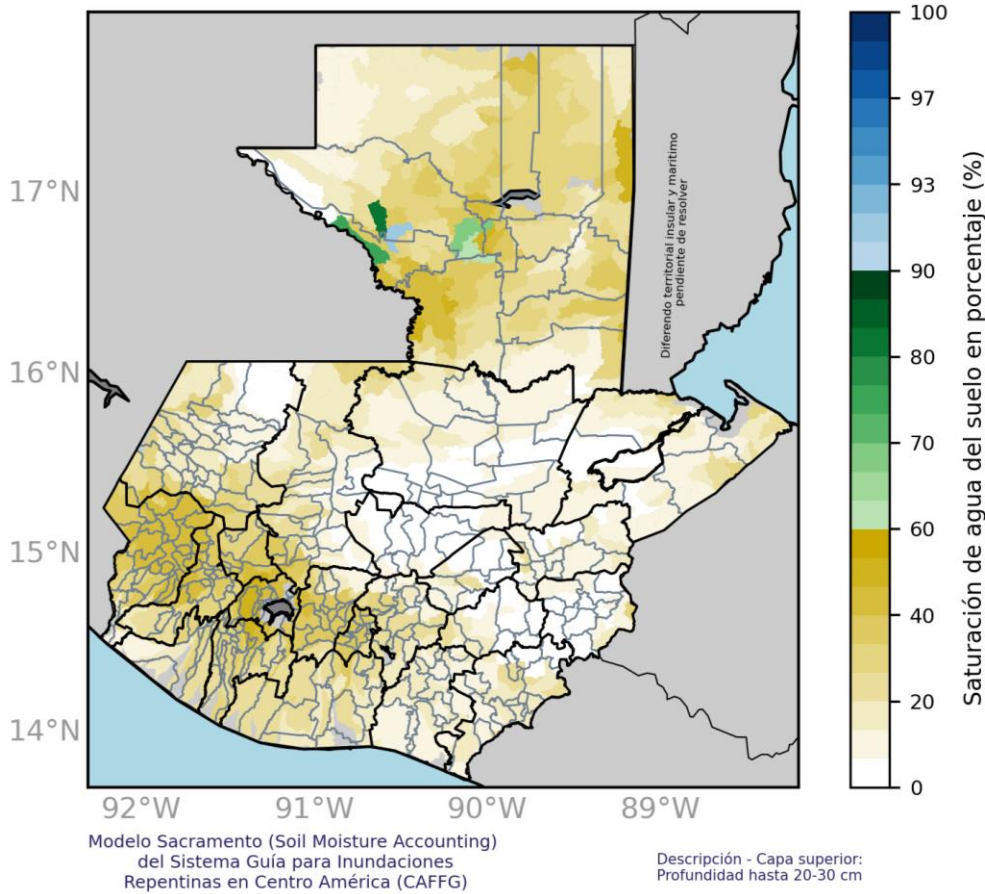 100
97
93
90
80
70
60
40
20
0
Saturación de agua del suelo en porcentaje (%)
17°N
16°N
15°N
14°N
92°W
91°W
90°W
89°W
Diferendo territorial insular y marítimo
pendiente de resolver
Modelo Sacramento (Soil Moisture Accounting)
del Sistema Guía para Inundaciones
Repentinas en Centro América (CAFFG)
Descripción - Capa superior:
Profundidad hasta 20-30 cm